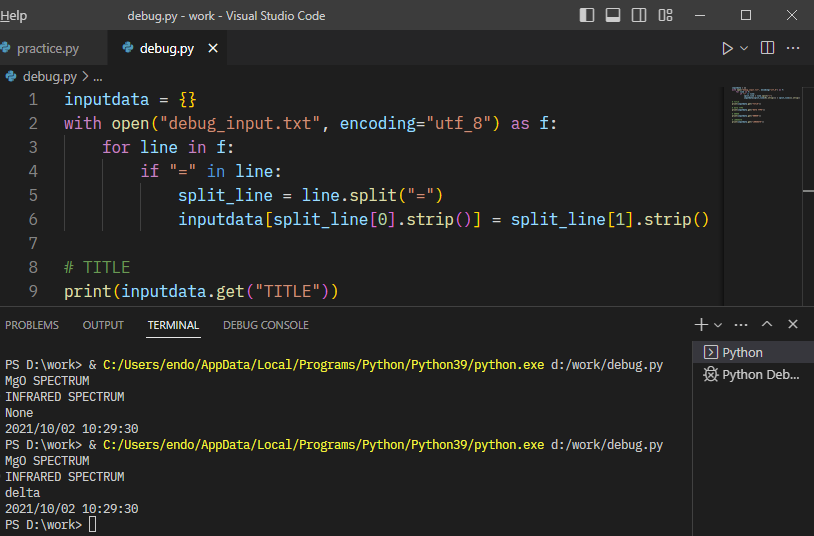 Help
debug.py - work - Visual Studio Code
practice.py
debug.py
debug.py > ...
1 inputdata = {}
2 with open("debug_input.txt", encoding="utf_8") as f:
3 for line in f:
4 if "=" in line:
5 split_line = line.split("=")
6 inputdata[split_line[0].strip()] = split_line[1].strip()
7
8 # TITLE
9 print(inputdata.get("TITLE"))
PROBLEMS OUTPUT TERMINAL DEBUG CONSOLE
PS D:\work> & C:/Users/endo/AppData/Local/Programs/Python/Python39/python.exe d:/work/debug.py
MgO SPECTRUM
INFRARED SPECTRUM
None
2021/10/02 10:29:30
PS D:\work> & C:/Users/endo/AppData/Local/Programs/Python/Python39/python.exe d:/work/debug.py
MgO SPECTRUM
INFRARED SPECTRUM
delta
2021/10/02 10:29:30
PS D:\work>
Python
Python Deb...